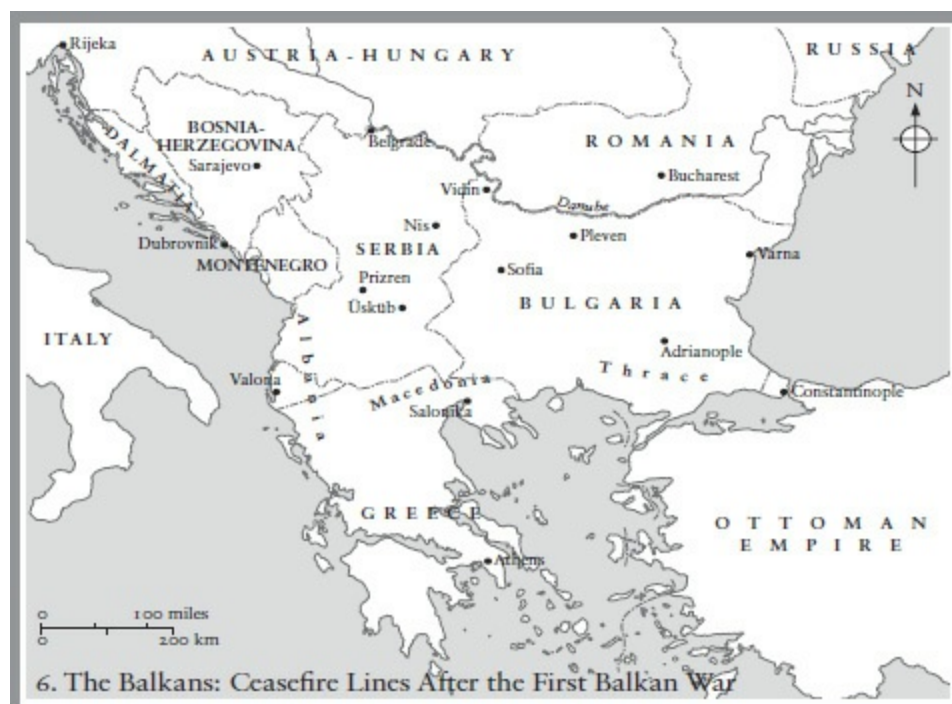 Rijeka
AUSTRIA-HUNGARY
RUSSIA
N
BOSNIA-
HERZEGOVINA
Sarajevo
DALMATIA
Belgrade
ROMANIA
Bucharest
Vidin
Danube
Dubrovnik
MONTENEGRO
Nis
SERBIA
Pleven
Varna
Sofia
Prizren
Üsküb
BULGARIA
ITALY
Albania
Adrianople
Thrace
Valona
Macedonia
Salonika
Constantinople
GREECE
OTTOMAN
EMPIRE
Athens
0 100 miles
0 200 km
6. The Balkans: Ceasefire Lines After the First Balkan War